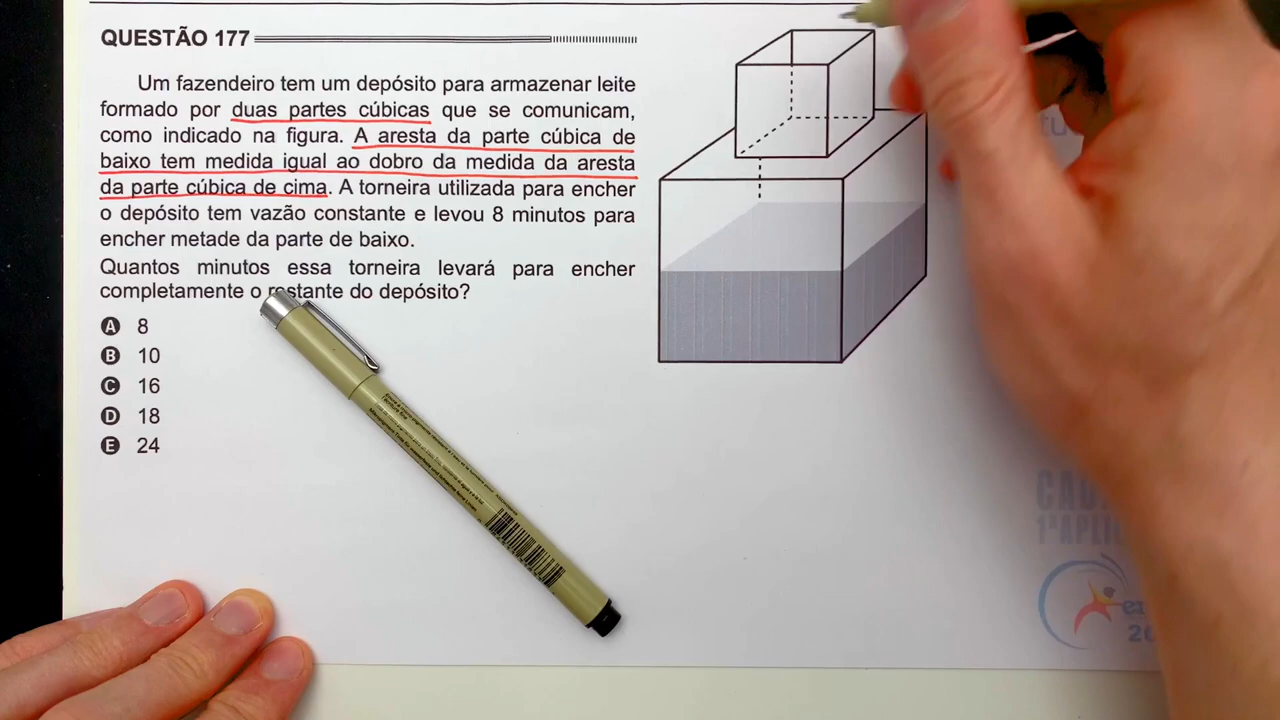 QUESTÃO 177
Um fazendeiro tem um depósito para armazenar leite
formado por duas partes cúbicas que se comunicam,
como indicado na figura. A aresta da parte cúbica de
baixo tem medida igual ao dobro da medida da aresta
da parte cúbica de cima. A torneira utilizada para encher
o depósito tem vazão constante e levou 8 minutos para
encher metade da parte de baixo.
Quantos minutos essa torneira levará para encher
completamente o restante do depósito?
A 8
B 10
C 16
D 18
E 24